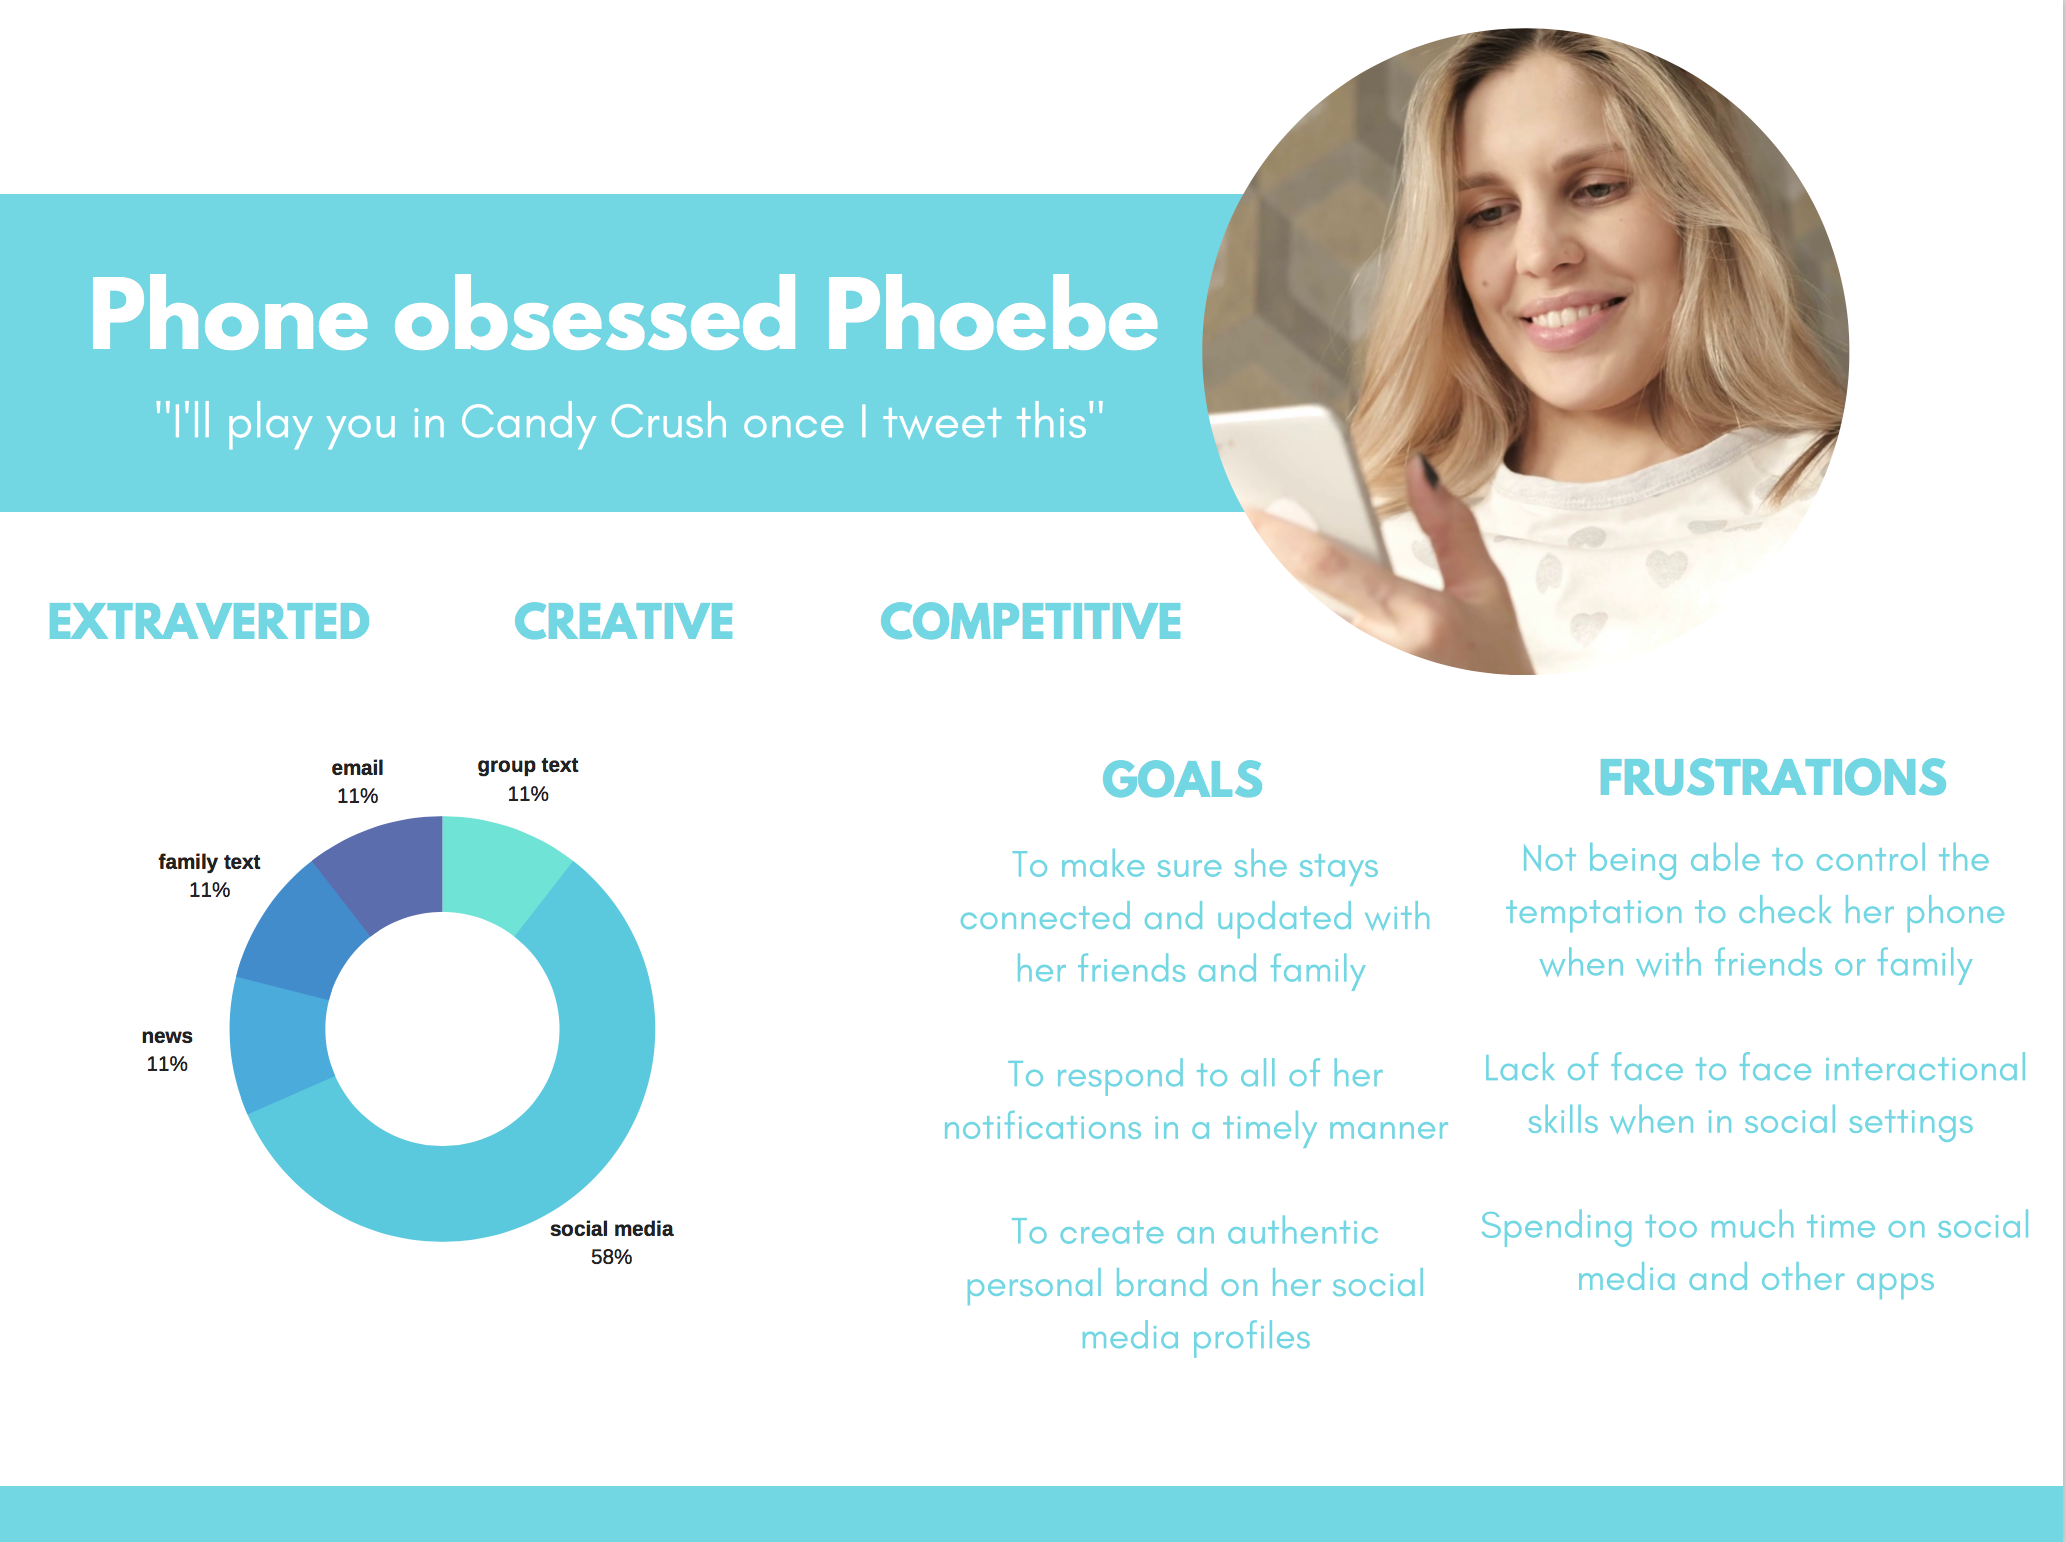 Phone obsessed Phoebe
"I'll play you in Candy Crush once I tweet this"
EXTRAVERTED
CREATIVE
COMPETITIVE
email
11%
group text
11%
family text
11%
news
11%
social media
58%
GOALS
To make sure she stays
connected and updated with
her friends and family
To respond to all of her
notifications in a timely manner
To create an authentic
personal brand on her social
media profiles
FRUSTRATIONS
Not being able to control the
temptation to check her phone
when with friends or family
Lack of face to face interactional
skills when in social settings
Spending too much time on social
media and other apps